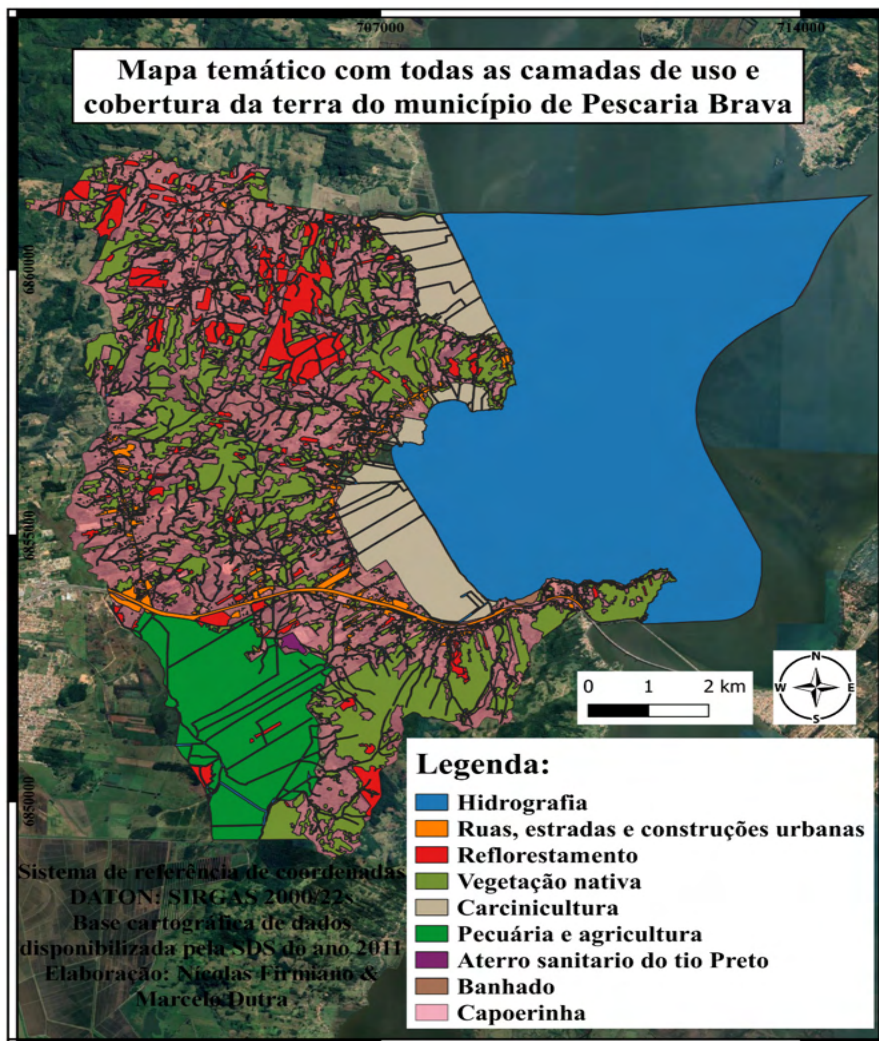 707000
714000
Mapa temático com todas as camadas de uso e
cobertura da terra do município de Pescaria Brava
6860000
6855000
6850000
0 1 2 km
N
W E
S
Legenda:
Hidrografia
Ruas, estradas e construções urbanas
Reflorestamento
Vegetação nativa
Carcinicultura
Pecuária e agricultura
Aterro sanitario do tio Preto
Banhado
Capoerinha
Sistema de referência de coordenadas
DATON: SIRGAS 2000/22s
Base cartográfica de dados
disponibilizada pela SDS do ano 2011
Elaboração: Nícolas Firmiano &
Marcelo Dutra